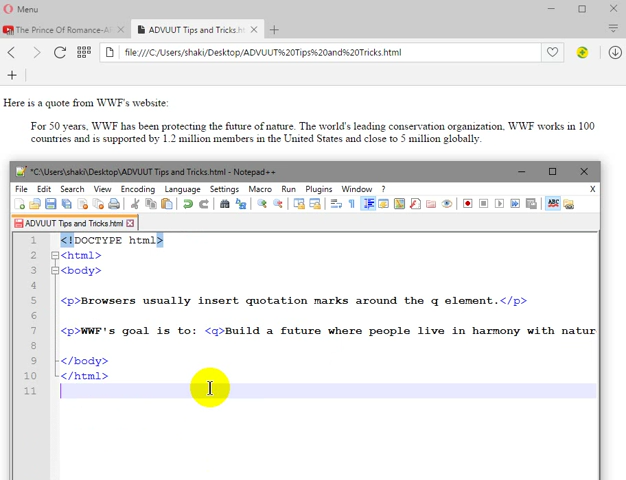 Menu
The Prince Of Romance-A
ADVUUT Tips and Tricks.h
file:///C:/Users/shaki/Desktop/ADVUUT%20Tips%20and%20Tricks.html
Here is a quote from WWF's website:
For 50 years, WWF has been protecting the future of nature. The world's leading conservation organization, WWF works in 100
countries and is supported by 1.2 million members in the United States and close to 5 million globally.
*C:\Users\shaki\Desktop\ADVUUT Tips and Tricks.html - Notepad++
File Edit Search View Encoding Language Settings Macro Run Plugins Window ? X
ADVUUT Tips and Tricks.html
1 <!DOCTYPE html>
2 <html>
3 <body>
4
5 <p>Browsers usually insert quotation marks around the q element.</p>
6
7 <p>WWF's goal is to: <q>Build a future where people live in harmony with natur
8
9 </body>
10 </html>
11